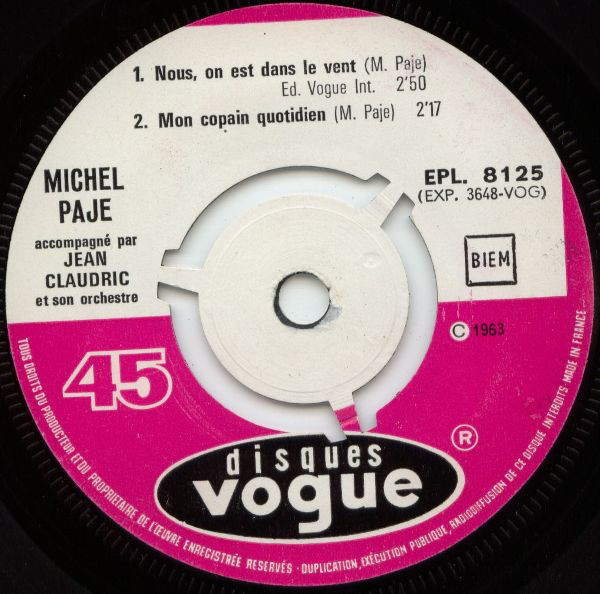 1. Nous, on est dans le vent (M. Paje)
Ed. Vogue Int. 2'50
2. Mon copain quotidien (M. Paje) 2'17
MICHEL
PAJE
accompagné par
JEAN
CLAUDRIC
et son orchestre
EPL. 8125
(EXP. 3648-VOG)
BIEM
© 1963
45
disques
vogue
®
TOUS DROITS DU PRODUCTEUR ET DU PROPRIETAIRE DE L'ŒUVRE ENREGISTRÉE RESERVÉS · DUPLICATION, EXÉCUTION PUBLIQUE, RADIODIFFUSION DE CE DISQUE INTERDITS · MADE IN FRANCE